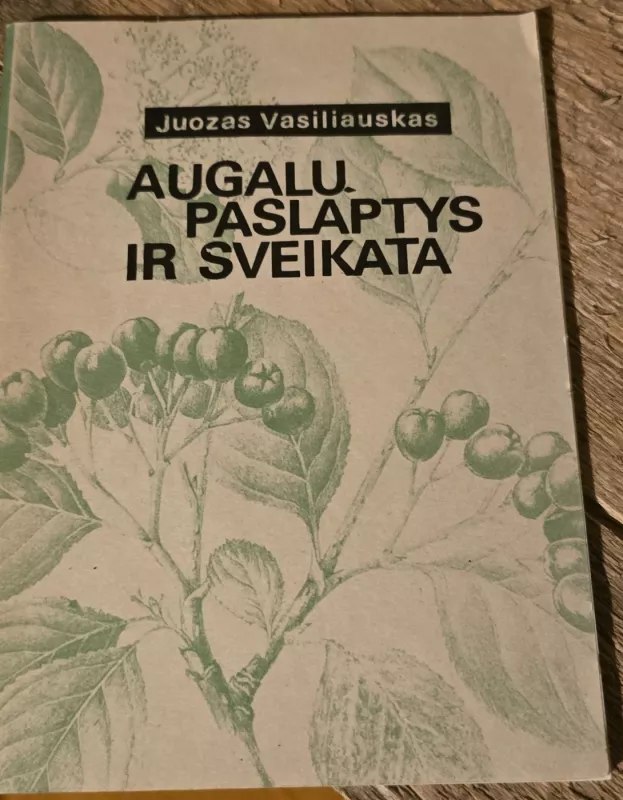 Juozas Vasiliauskas
AUGALŲ
PASLAPTYS
IR SVEIKATA